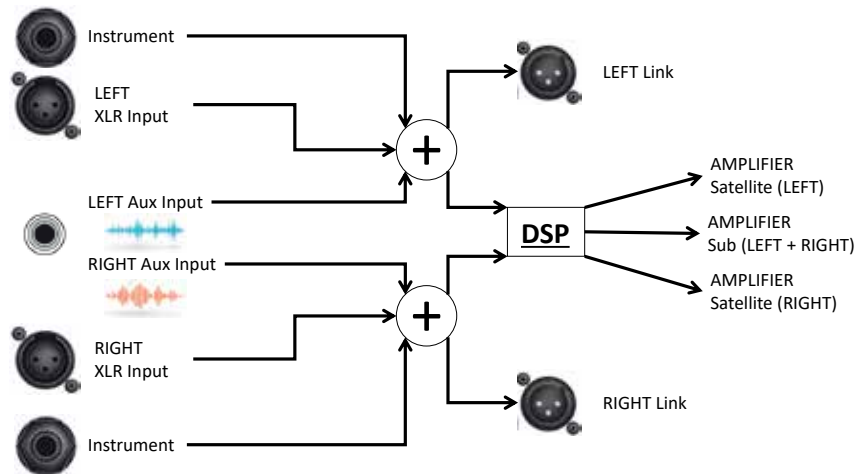 Instrument
LEFT
XLR Input
LEFT Aux Input
RIGHT Aux Input
RIGHT
XLR Input
Instrument
+
+
LEFT Link
DSP
RIGHT Link
AMPLIFIER
Satellite (LEFT)
AMPLIFIER
Sub (LEFT + RIGHT)
AMPLIFIER
Satellite (RIGHT)